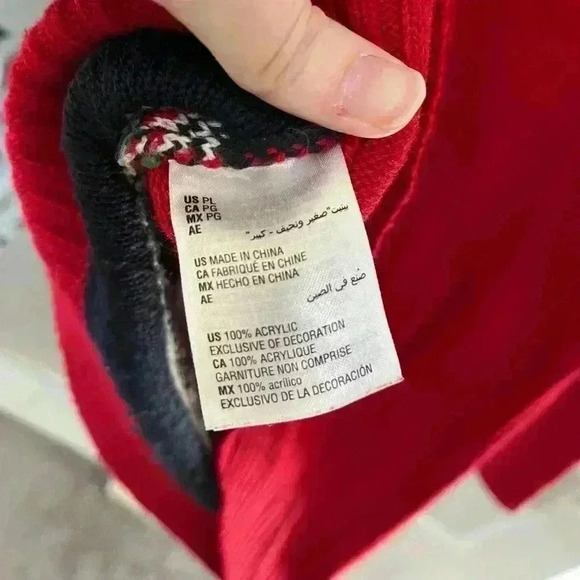 US PL
CA PG
MX PG
AE بيتيت "صغير ونحيف - كبير"
US MADE IN CHINA
CA FABRIQUÉ EN CHINE
MX HECHO EN CHINA
AE صُنع في الصين
US 100% ACRYLIC
EXCLUSIVE OF DECORATION
CA 100% ACRYLIQUE
GARNITURE NON COMPRISE
MX 100% acrílico
EXCLUSIVO DE LA DECORACIÓN